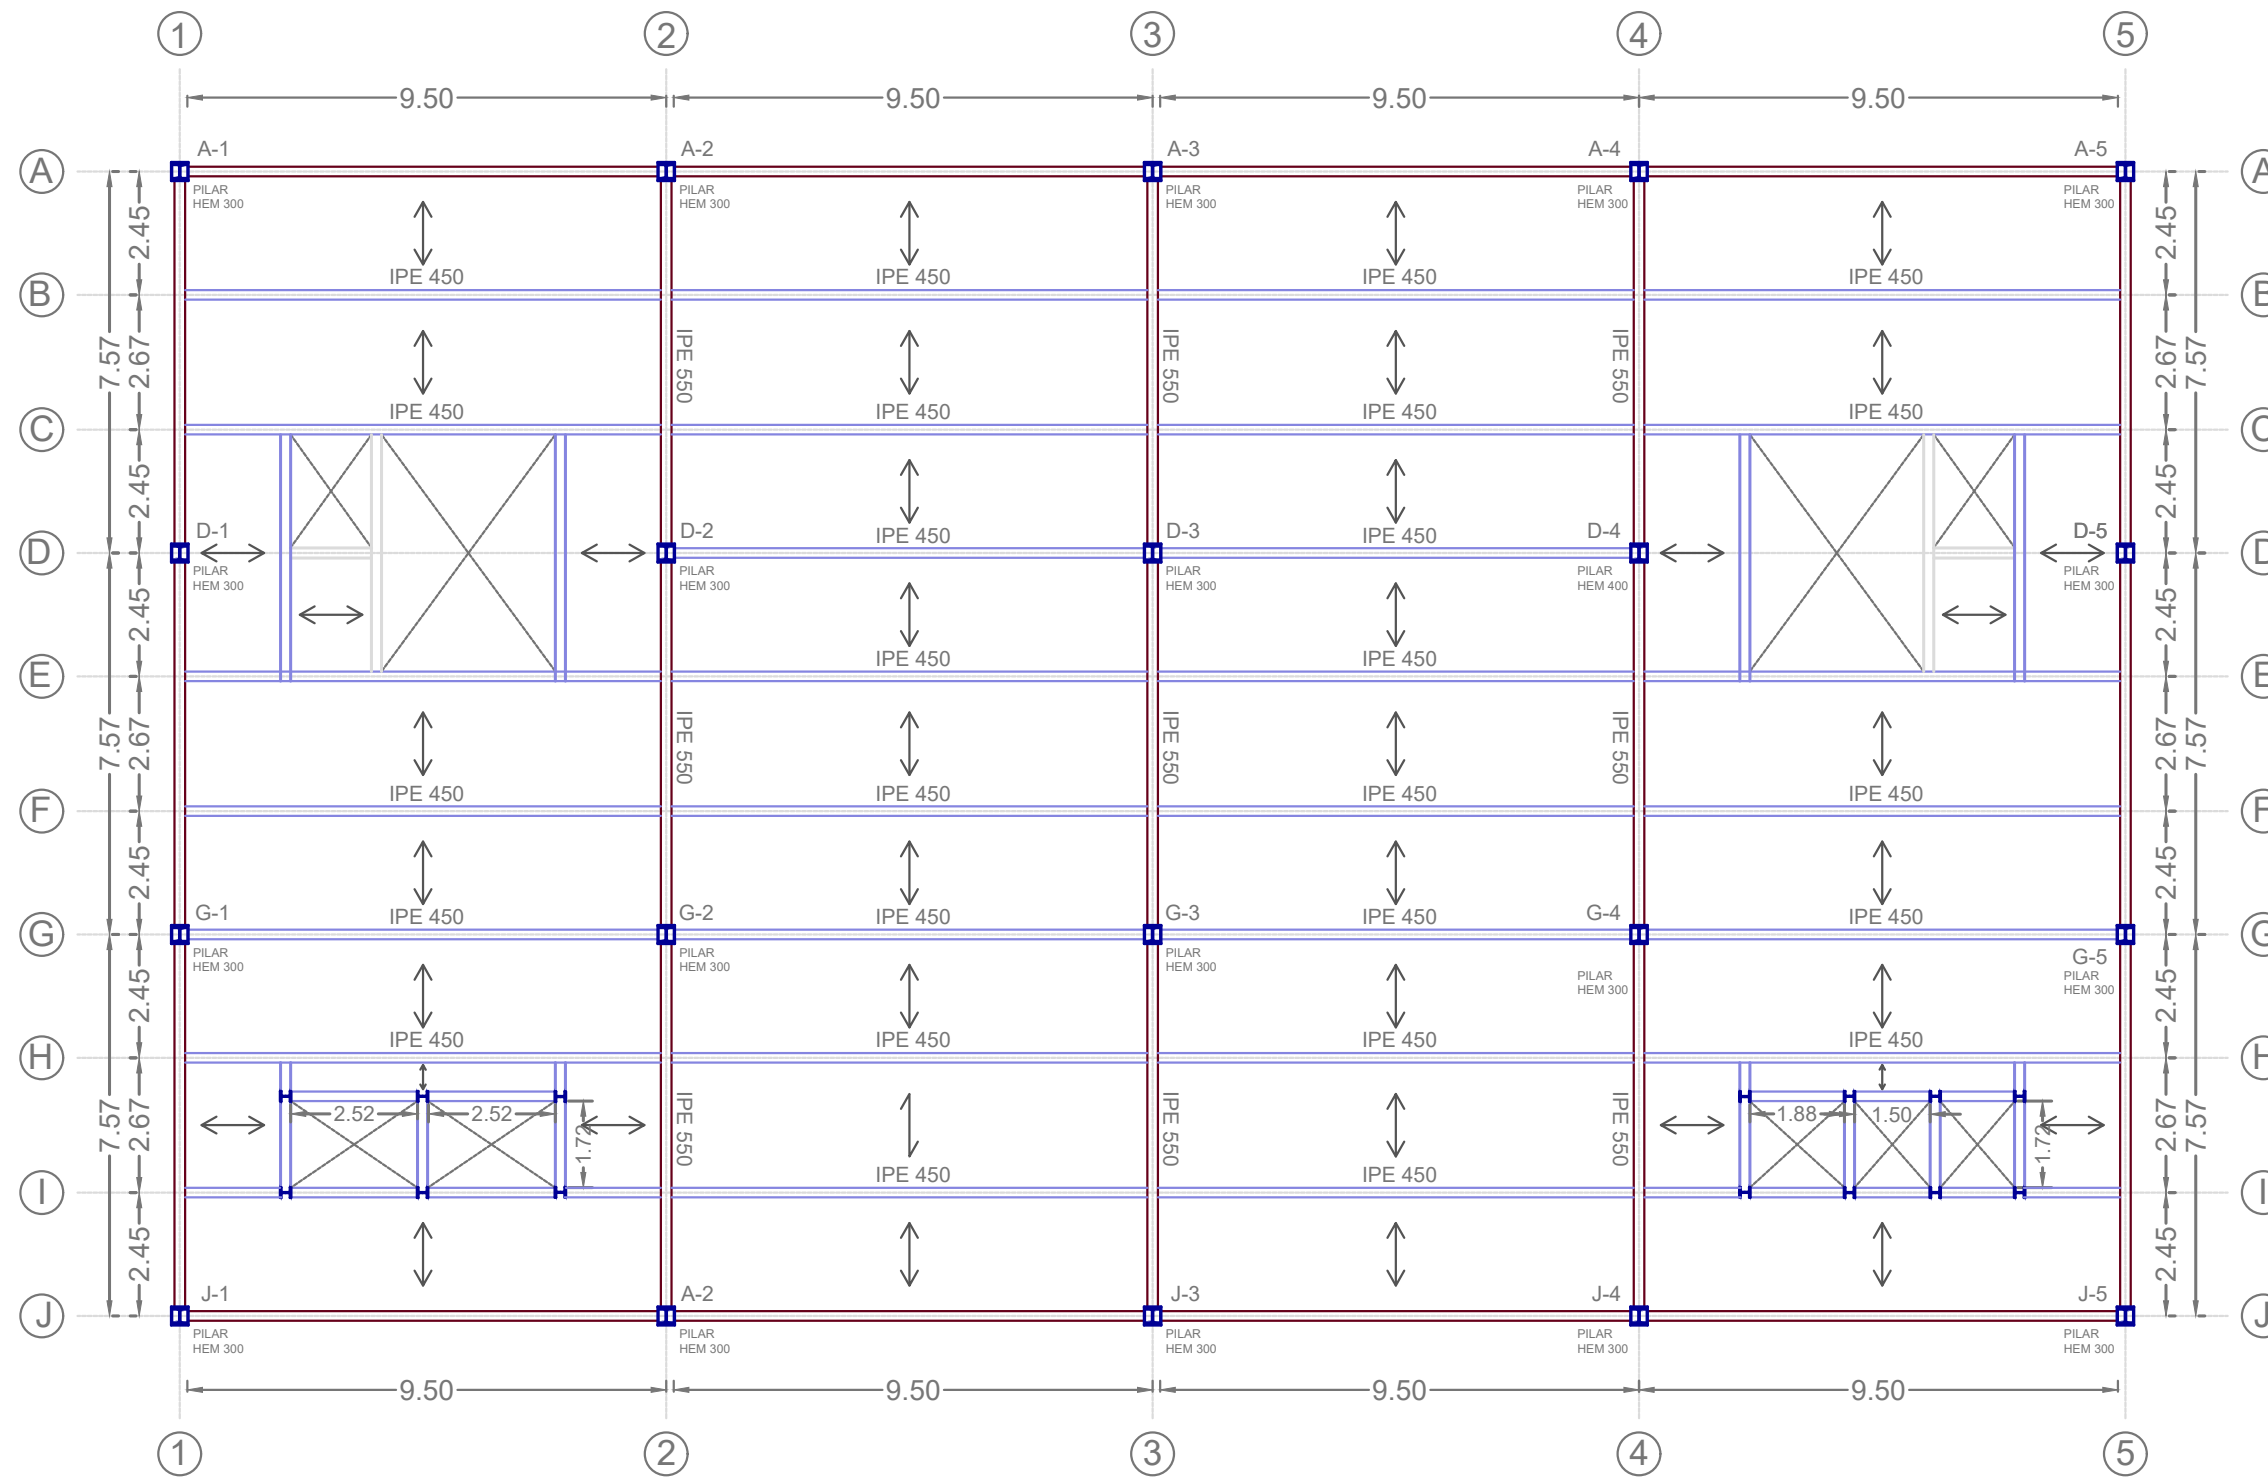 1 2 3 4 5
9.50 9.50 9.50 9.50
A-1 A-2 A-3 A-4 A-5
A A
PILAR PILAR PILAR PILAR PILAR
HEM 300 HEM 300 HEM 300 HEM 300 HEM 300
2.45 2.45
IPE 450 IPE 450 IPE 450 IPE 450
B B
7.57 2.67 IPE 550 IPE 550 IPE 550 2.67 7.57
IPE 450 IPE 450 IPE 450 IPE 450
C C
2.45 2.45
D-1 D-2 IPE 450 D-3 IPE 450 D-4 D-5
D D
PILAR PILAR PILAR PILAR PILAR
HEM 300 HEM 300 HEM 300 HEM 400 HEM 300
2.45 2.45
IPE 450 IPE 450
E E
7.57 2.67 IPE 550 IPE 550 IPE 550 2.67 7.57
IPE 450 IPE 450 IPE 450 IPE 450
F F
2.45 2.45
G-1 IPE 450 G-2 IPE 450 G-3 IPE 450 G-4 IPE 450
G G
PILAR PILAR PILAR G-5
HEM 300 HEM 300 HEM 300
PILAR PILAR
HEM 300 HEM 300
2.45 2.45
IPE 450 IPE 450 IPE 450 IPE 450
H H
2.52 2.52 1.88 1.50
7.57 2.67 1.72 IPE 550 IPE 550 IPE 550 1.72 2.67 7.57
IPE 450 IPE 450
I I
2.45 2.45
J-1 A-2 J-3 J-4 J-5
J J
PILAR PILAR PILAR PILAR PILAR
HEM 300 HEM 300 HEM 300 HEM 300 HEM 300
9.50 9.50 9.50 9.50
1 2 3 4 5